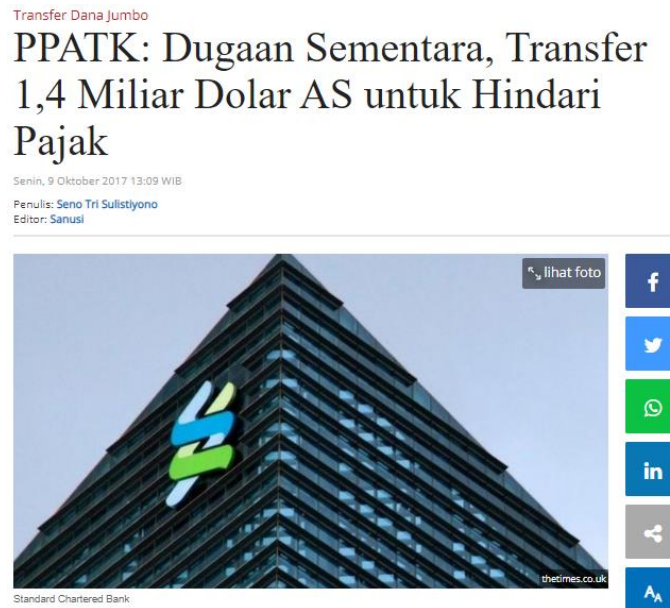 Transfer Dana Jumbo
PPATK: Dugaan Sementara, Transfer
1,4 Miliar Dolar AS untuk Hindari
Pajak
Senin, 9 Oktober 2017 13:09 WIB
Penulis: Seno Tri Sulistiyono
Editor: Sanusi
lihat foto
thetimes.co.uk
Standard Chartered Bank
AA